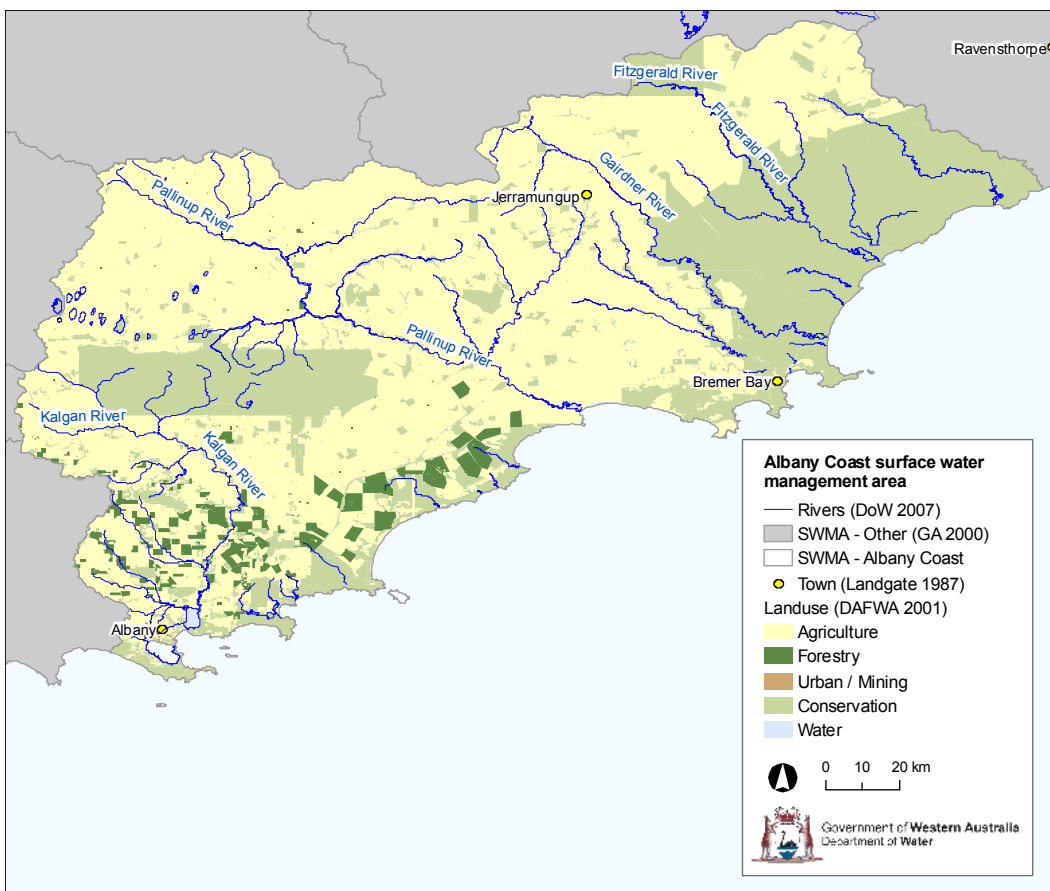 Ravensthorpe
Fitzgerald River
Fitzgerald River
Gairdner River
Jerramungup
Pallinup River
Pallinup River
Bremer Bay
Kalgan River
Kalgan River
Albany
Albany Coast surface water
management area
Rivers (DoW 2007)
SWMA - Other (GA 2000)
SWMA - Albany Coast
Town (Landgate 1987)
Landuse (DAFWA 2001)
Agriculture
Forestry
Urban / Mining
Conservation
Water
0 10 20 km
Government of Western Australia
Department of Water